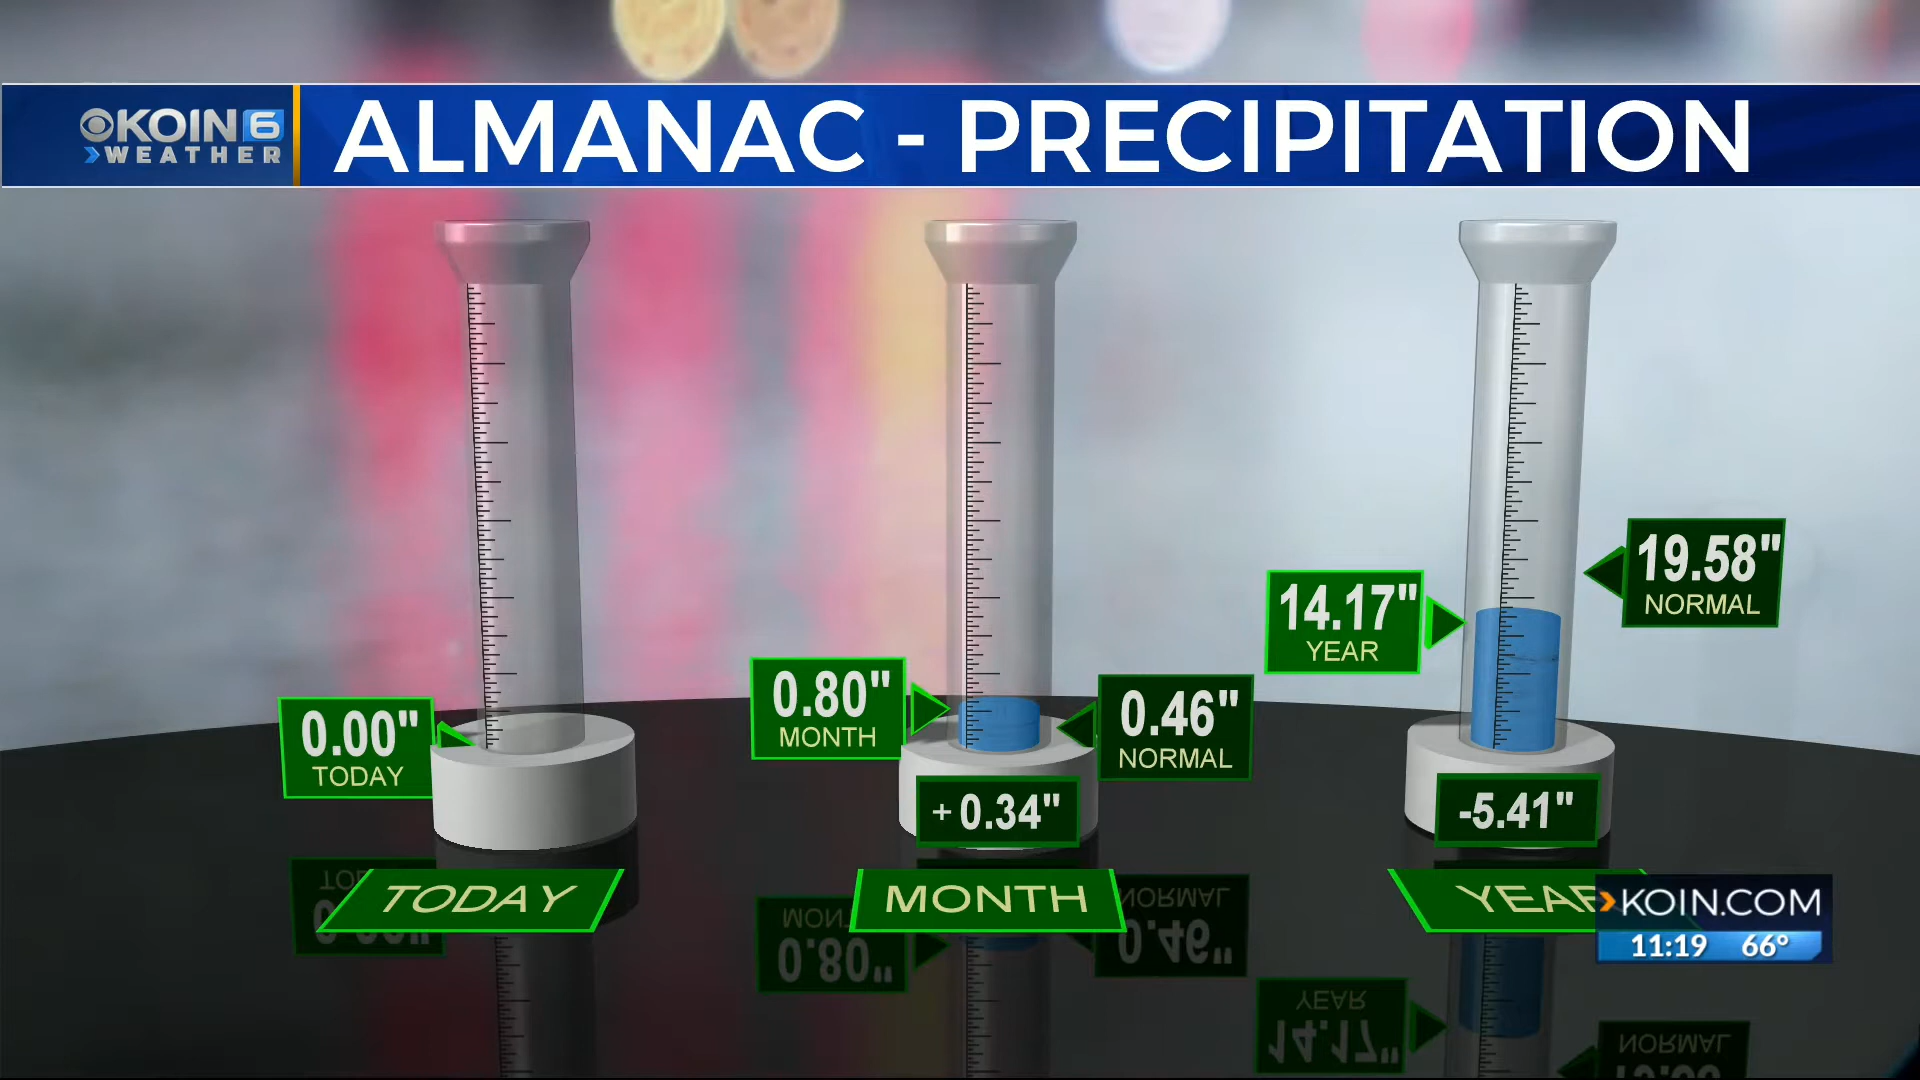 KOIN 6
WEATHER
ALMANAC - PRECIPITATION
0.00"
TODAY
0.80"
MONTH
0.46"
NORMAL
+0.34"
14.17"
YEAR
19.58"
NORMAL
-5.41"
TODAY
MONTH
YEAR
KOIN.COM
11:19 66°